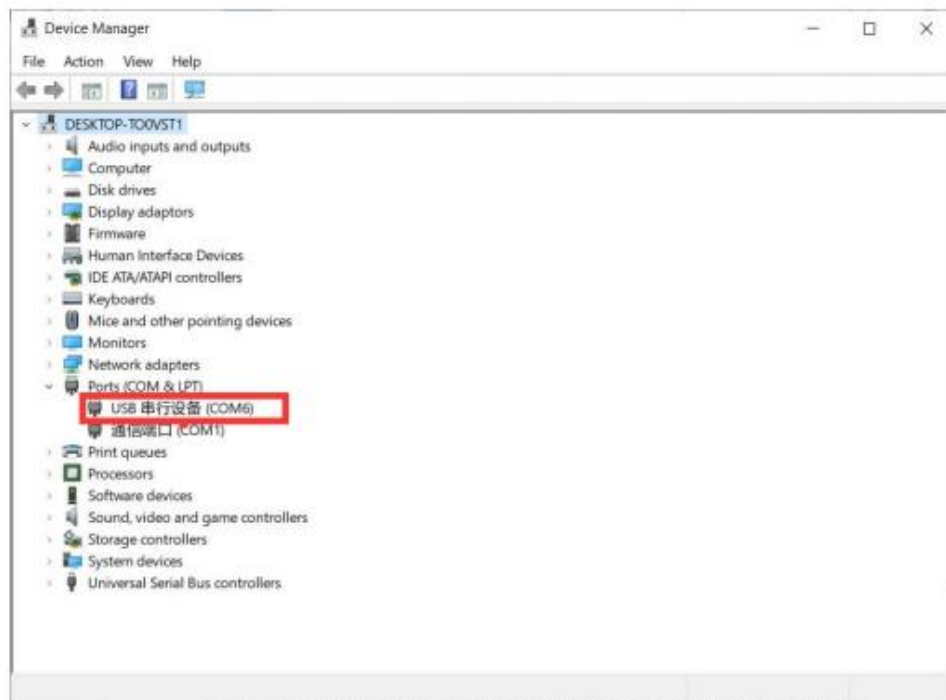 Device Manager
File Action View Help
DESKTOP-TO0VST1
Audio inputs and outputs
Computer
Disk drives
Display adaptors
Firmware
Human Interface Devices
IDE ATA/ATAPI controllers
Keyboards
Mice and other pointing devices
Monitors
Network adapters
Ports (COM & LPT)
USB 串行设备 (COM6)
通信端口 (COM1)
Print queues
Processors
Software devices
Sound, video and game controllers
Storage controllers
System devices
Universal Serial Bus controllers